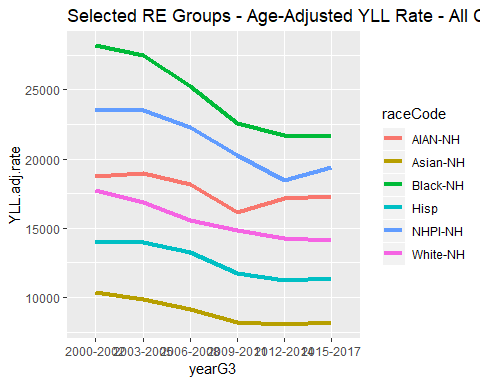 Selected RE Groups - Age-Adjusted YLL Rate - All C
25000
20000
15000
10000
YLL.adj.rate
2000-2002 2003-2005 2006-2008 2009-2011 2012-2014 2015-2017
yearG3
raceCode
AIAN-NH
Asian-NH
Black-NH
Hisp
NHPI-NH
White-NH